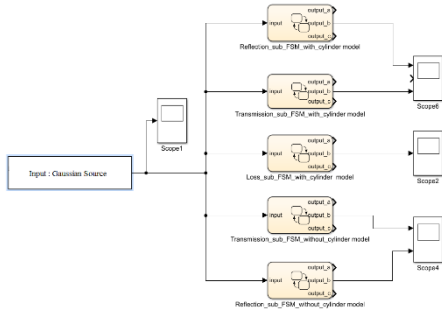 output_a
input output_b
output_c
Reflection_sub_FSM_with_cylinder model
Scope6
output_a
input output_b
output_c
Transmission_sub_FSM_with_cylinder model
Scope1
output_a
input output_b
output_c
Loss_sub_FSM_with_cylinder model
Scope2
Input : Gaussian Source
output_a
input output_b
output_c
Transmission_sub_FSM_without_cylinder model
Scope4
output_a
input output_b
output_c
Reflection_sub_FSM_without_cylinder model